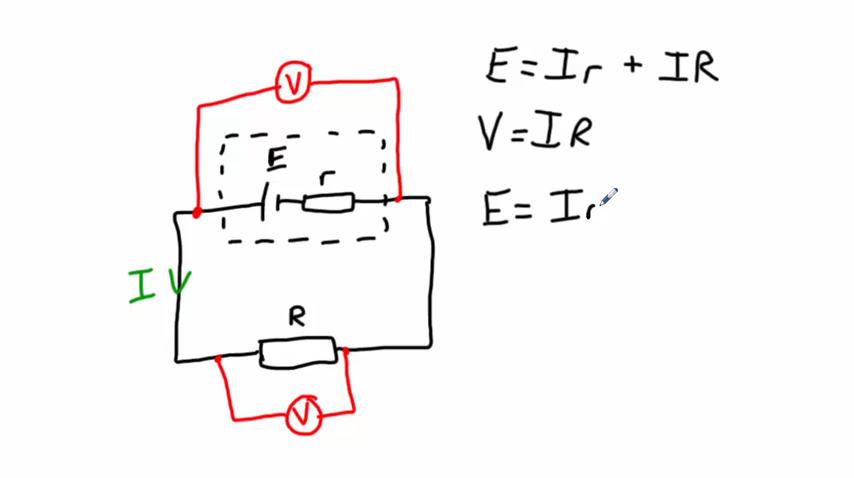 V
E
r
I
R
V
E = Ir + IR
V = IR
E = Ir